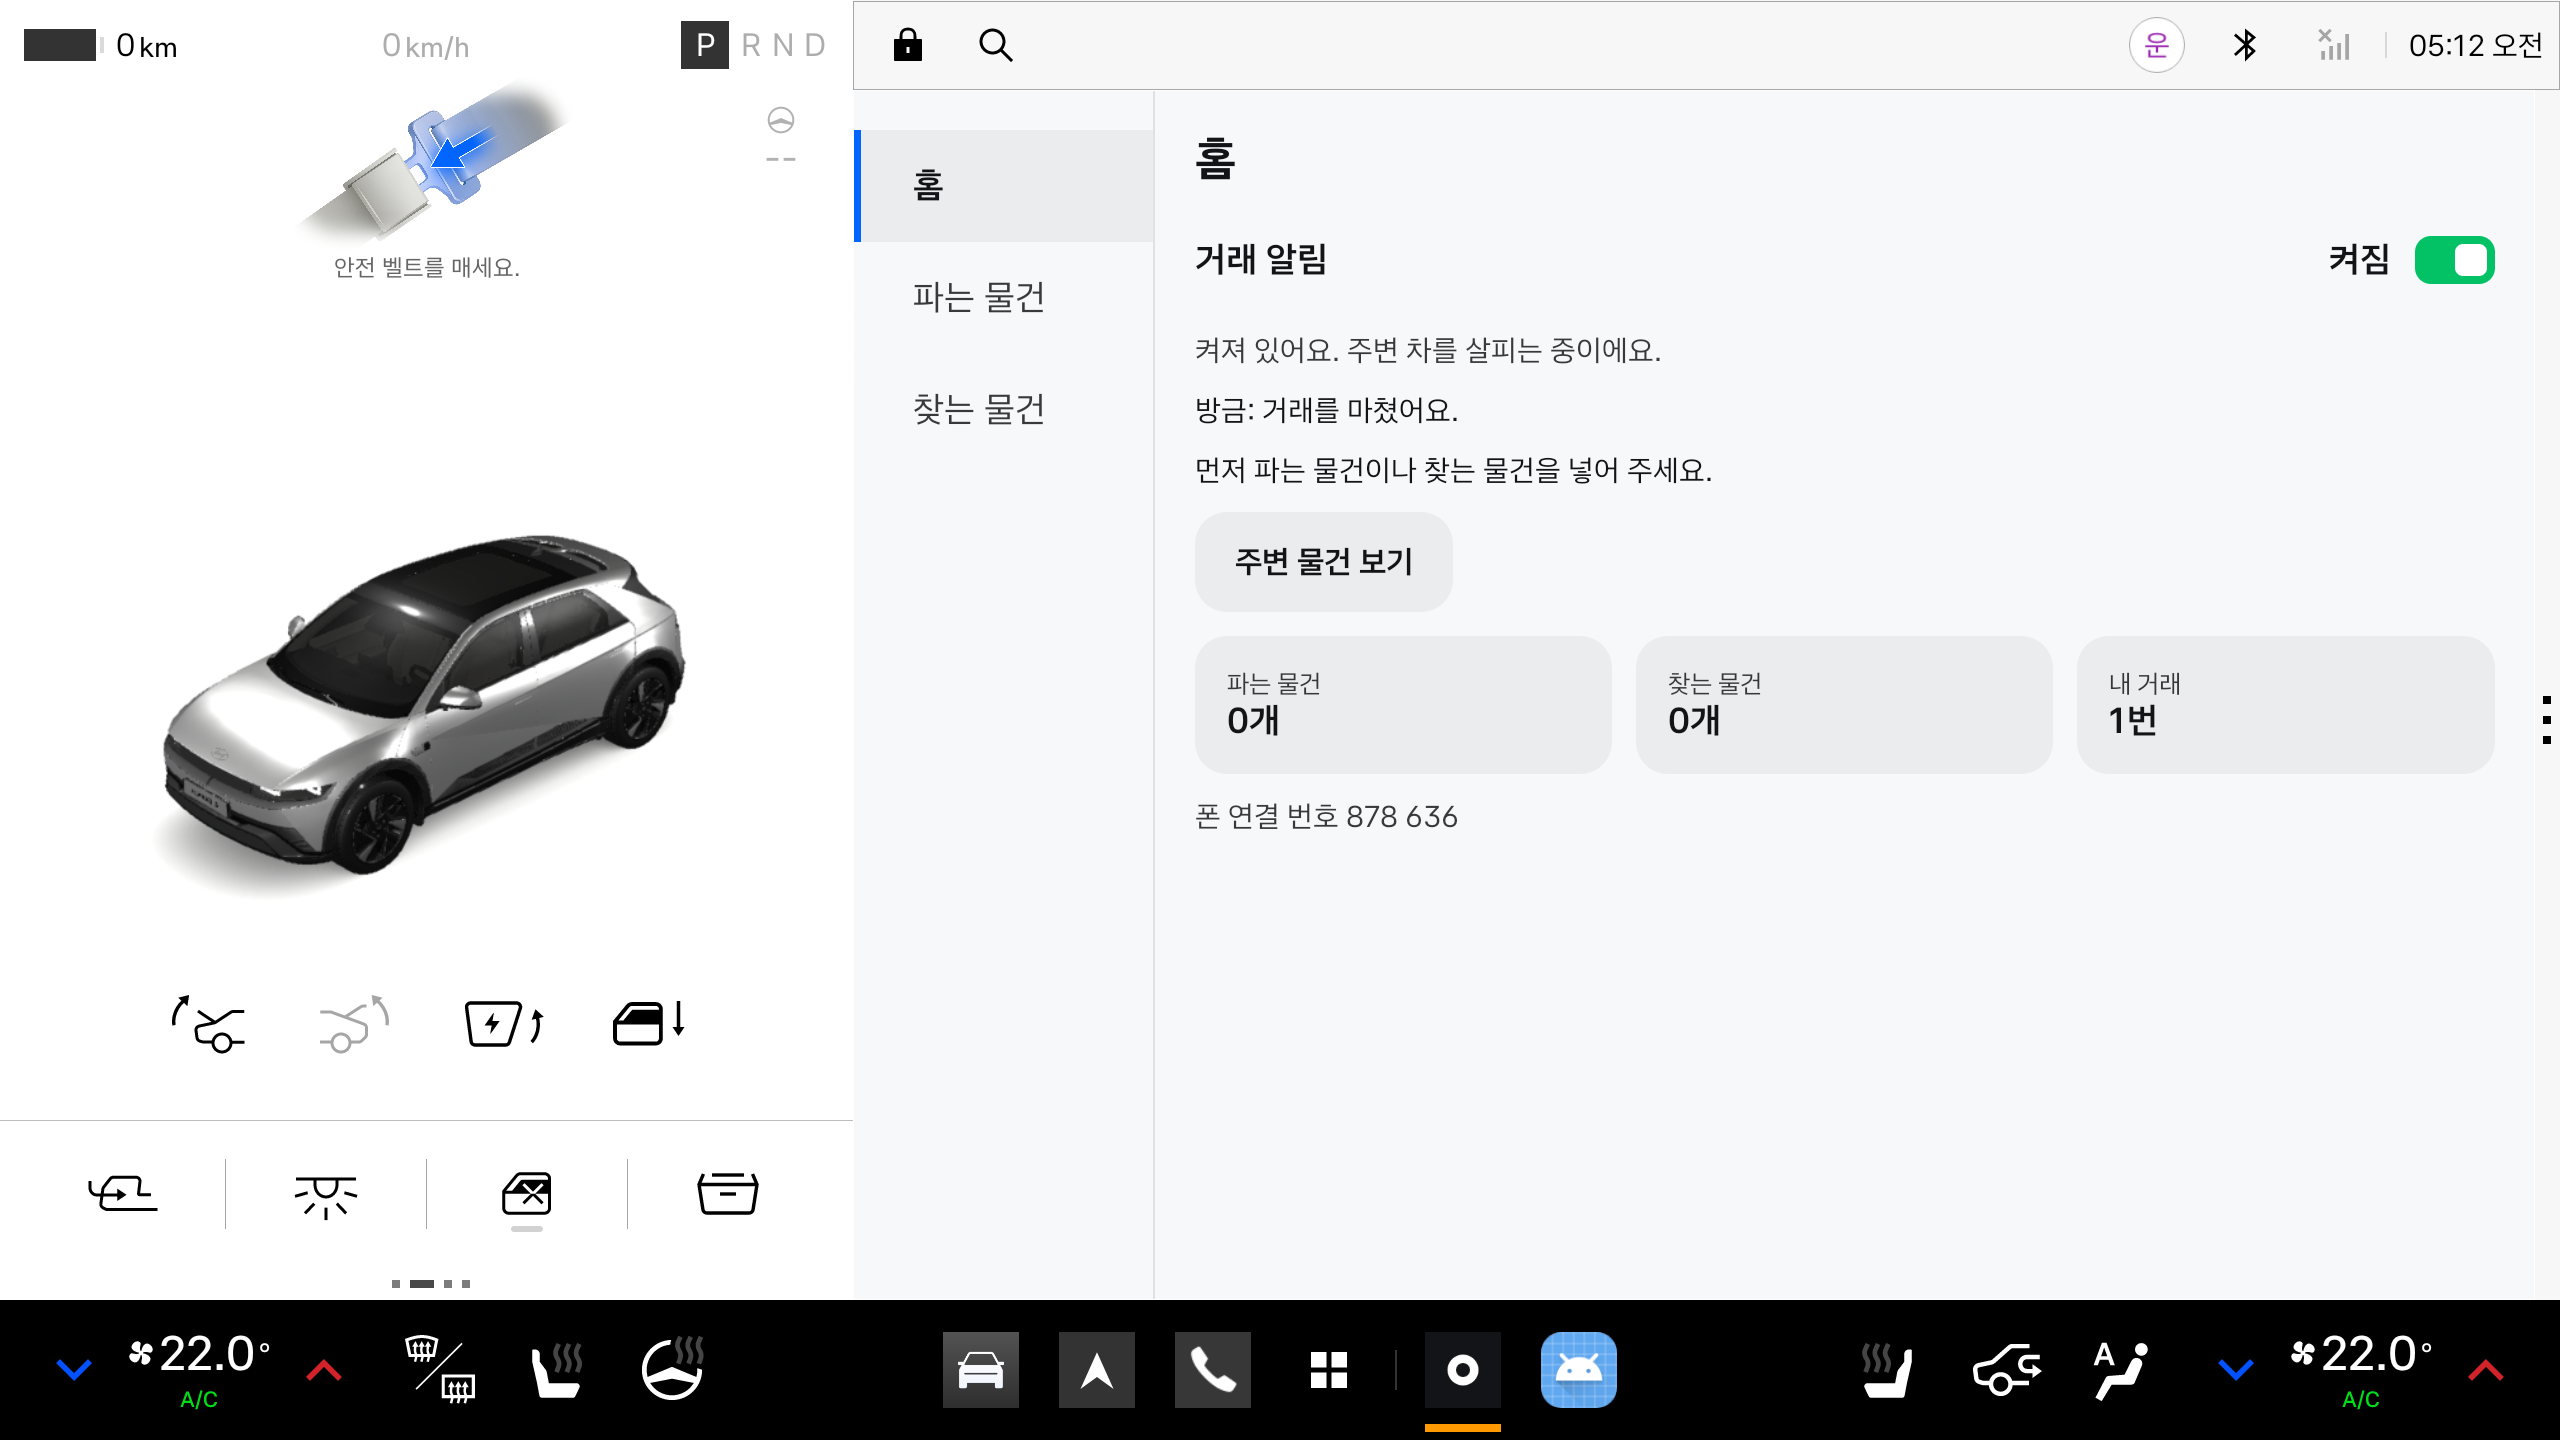 0 km
0 km/h
P R N D
운
05:12 오전
안전 벨트를 매세요.
홈
파는 물건
찾는 물건
홈
거래 알림
켜짐
켜져 있어요. 주변 차를 살피는 중이에요.
방금: 거래를 마쳤어요.
먼저 파는 물건이나 찾는 물건을 넣어 주세요.
주변 물건 보기
파는 물건
0개
찾는 물건
0개
내 거래
1번
폰 연결 번호 878 636
22.0°
A/C
A
22.0°
A/C